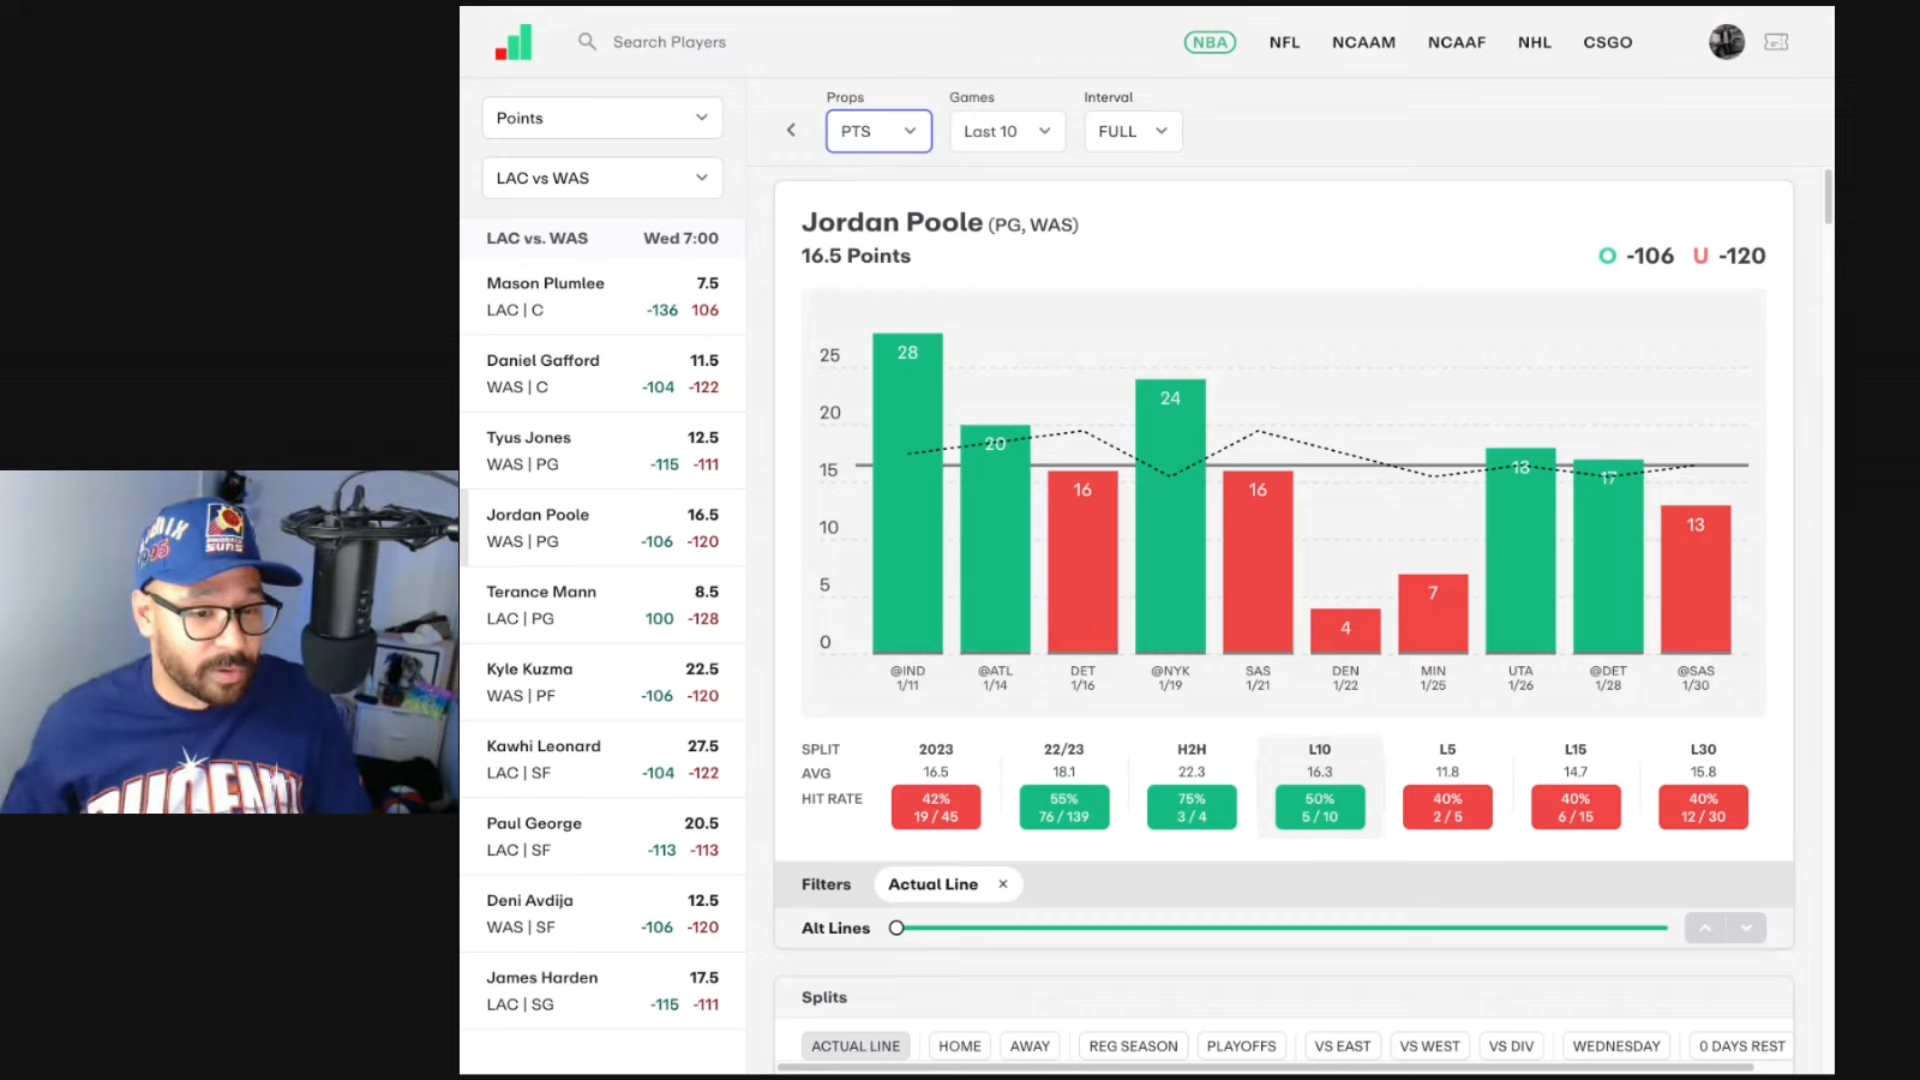 Search Players
NBA NFL NCAAM NCAAF NHL CSGO
Points
LAC vs WAS
LAC vs. WAS Wed 7:00
Mason Plumlee 7.5
LAC | C -136 106
Daniel Gafford 11.5
WAS | C -104 -122
Tyus Jones 12.5
WAS | PG -115 -111
Jordan Poole 16.5
WAS | PG -106 -120
Terance Mann 8.5
LAC | PG 100 -128
Kyle Kuzma 22.5
WAS | PF -106 -120
Kawhi Leonard 27.5
LAC | SF -104 -122
Paul George 20.5
LAC | SF -113 -113
Deni Avdija 12.5
WAS | SF -106 -120
James Harden 17.5
LAC | SG -115 -111
Props Games Interval
PTS Last 10 FULL
Jordan Poole (PG, WAS)
16.5 Points O -106 U -120
25
20
15
10
5
0
28 20 16 24 16 4 7 18 17 13
@IND @ATL DET @NYK SAS DEN MIN UTA @DET @SAS
1/11 1/14 1/16 1/19 1/21 1/22 1/25 1/26 1/28 1/30
SPLIT 2023 22/23 H2H L10 L5 L15 L30
AVG 16.5 18.1 22.3 16.3 11.8 14.7 15.8
HIT RATE 42% 55% 75% 50% 40% 40% 40%
19 / 45 76 / 139 3 / 4 5 / 10 2 / 5 6 / 15 12 / 30
Filters Actual Line ×
Alt Lines
Splits
ACTUAL LINE HOME AWAY REG SEASON PLAYOFFS VS EAST VS WEST VS DIV WEDNESDAY 0 DAYS REST
SUNS